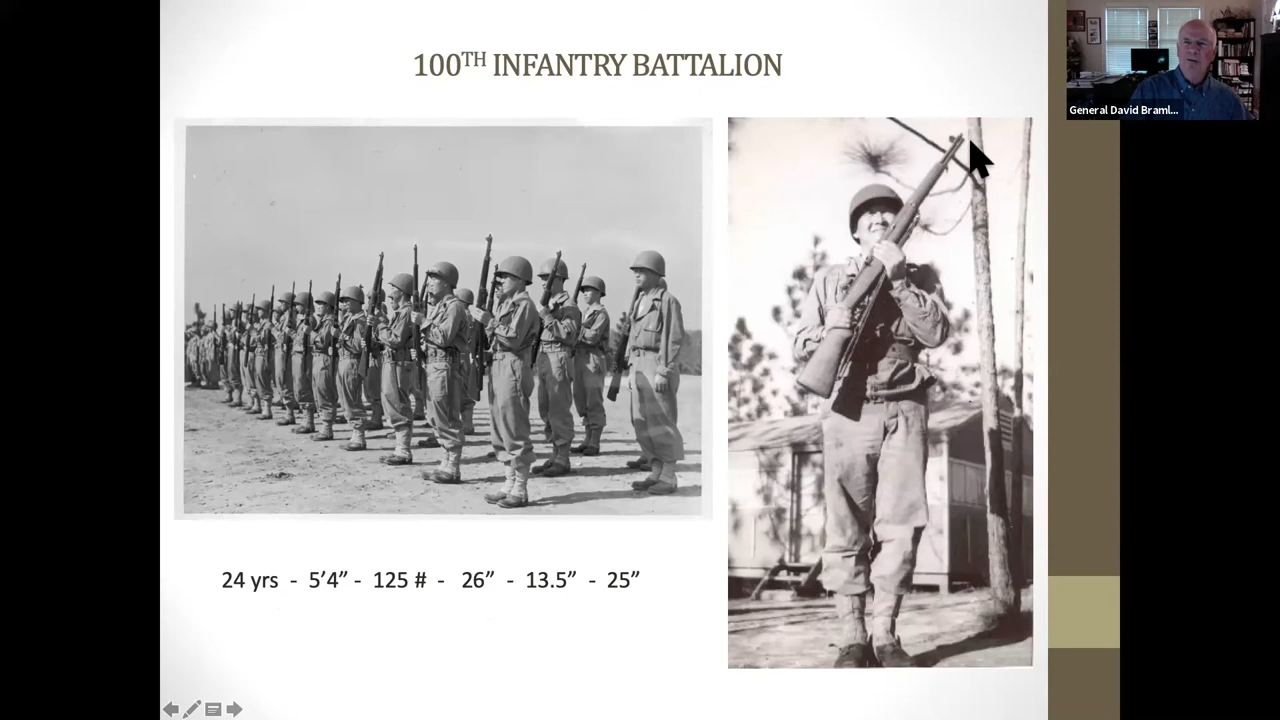 100TH INFANTRY BATTALION
General David Braml...
24 yrs - 5’4” - 125 # - 26” - 13.5” - 25”